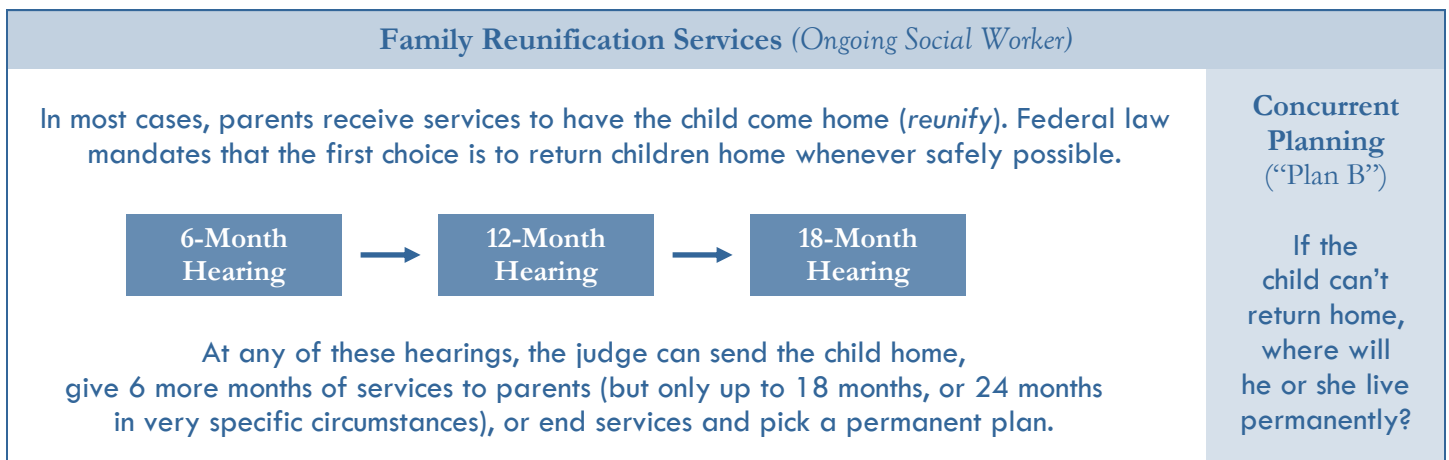 Family Reunification Services (Ongoing Social Worker)
In most cases, parents receive services to have the child come home (reunify). Federal law
mandates that the first choice is to return children home whenever safely possible.
6-Month
Hearing
12-Month
Hearing
18-Month
Hearing
At any of these hearings, the judge can send the child home,
give 6 more months of services to parents (but only up to 18 months, or 24 months
in very specific circumstances), or end services and pick a permanent plan.
Concurrent
Planning
(“Plan B”)
If the
child can’t
return home,
where will
he or she live
permanently?